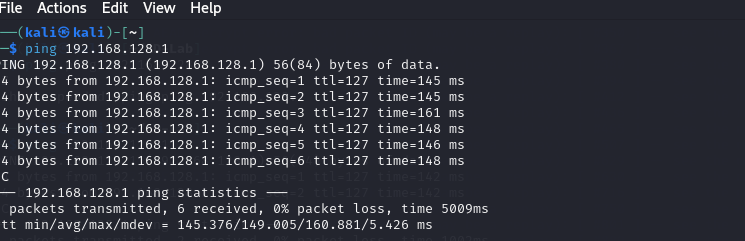 File Actions Edit View Help
──(kali㉿kali)-[~]
─$ ping 192.168.128.1
PING 192.168.128.1 (192.168.128.1) 56(84) bytes of data.
4 bytes from 192.168.128.1: icmp_seq=1 ttl=127 time=145 ms
4 bytes from 192.168.128.1: icmp_seq=2 ttl=127 time=145 ms
4 bytes from 192.168.128.1: icmp_seq=3 ttl=127 time=161 ms
4 bytes from 192.168.128.1: icmp_seq=4 ttl=127 time=148 ms
4 bytes from 192.168.128.1: icmp_seq=5 ttl=127 time=146 ms
4 bytes from 192.168.128.1: icmp_seq=6 ttl=127 time=148 ms
C
── 192.168.128.1 ping statistics ───
packets transmitted, 6 received, 0% packet loss, time 5009ms
tt min/avg/max/mdev = 145.376/149.005/160.881/5.426 ms